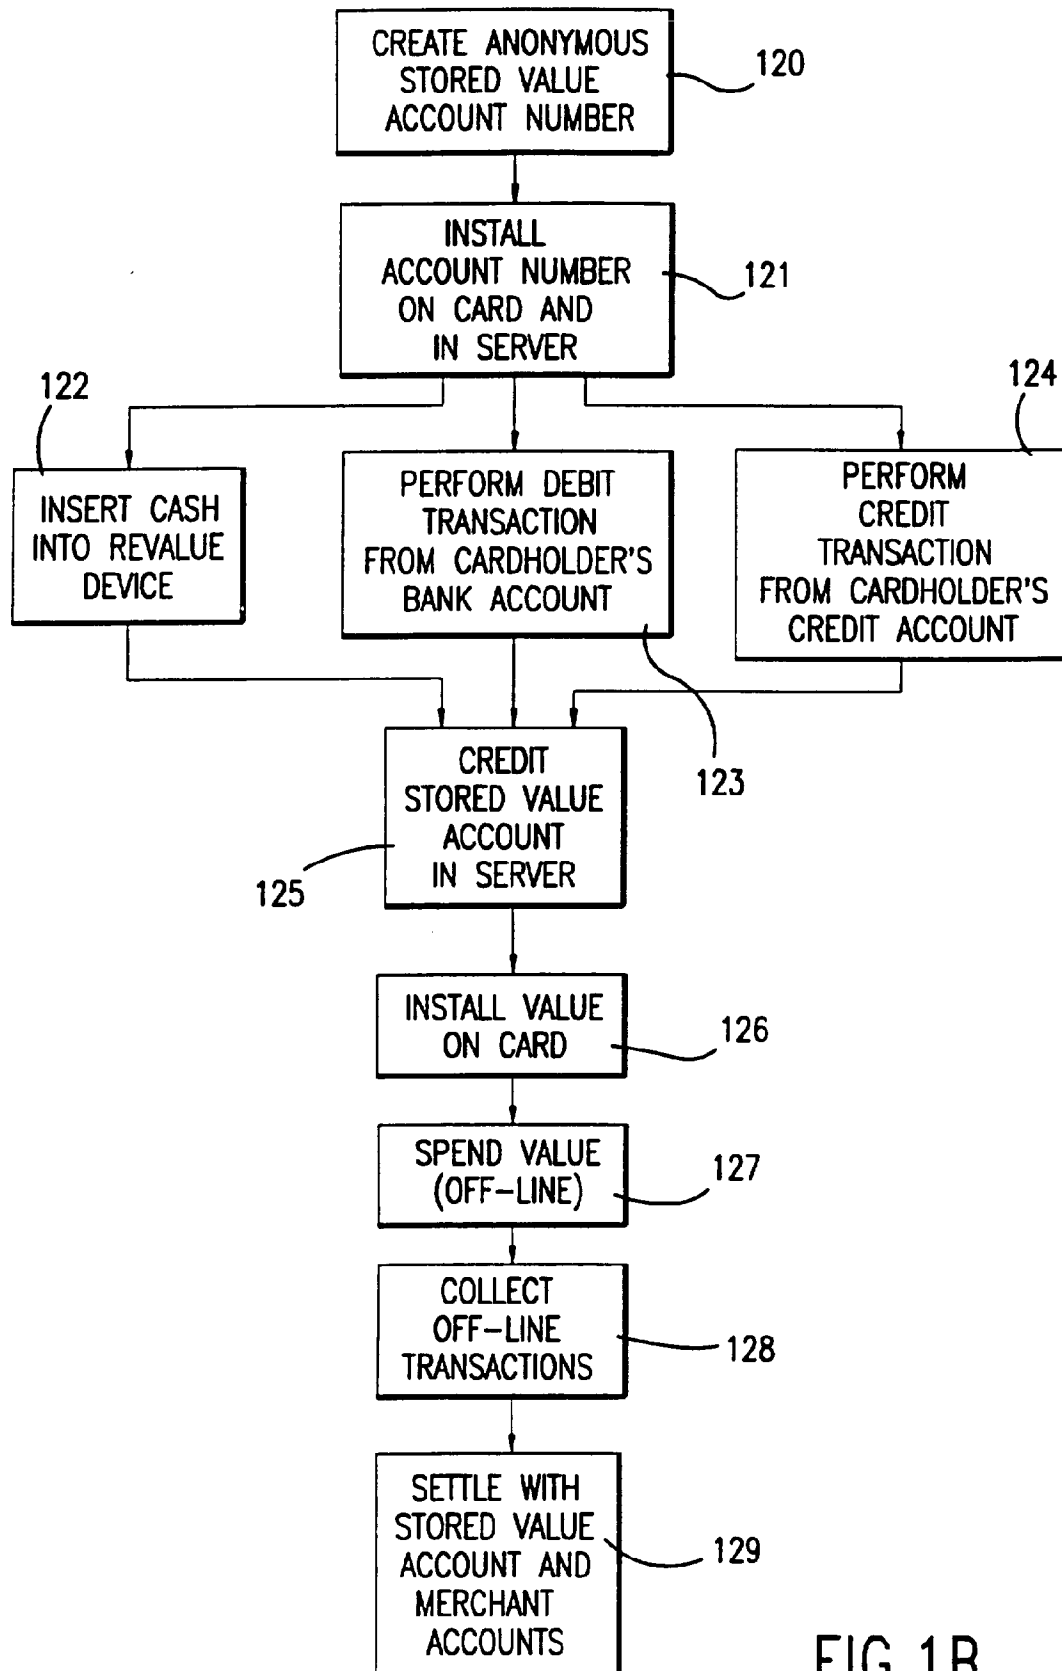 CREATE ANONYMOUS
STORED VALUE
ACCOUNT NUMBER
120
INSTALL
ACCOUNT NUMBER
ON CARD AND
IN SERVER
121
122
INSERT CASH
INTO REVALUE
DEVICE
PERFORM DEBIT
TRANSACTION
FROM CARDHOLDER'S
BANK ACCOUNT
123
124
PERFORM
CREDIT
TRANSACTION
FROM CARDHOLDER'S
CREDIT ACCOUNT
CREDIT
STORED VALUE
ACCOUNT
IN SERVER
125
INSTALL VALUE
ON CARD
126
SPEND VALUE
(OFF-LINE)
127
COLLECT
OFF-LINE
TRANSACTIONS
128
SETTLE WITH
STORED VALUE
ACCOUNT AND
MERCHANT
ACCOUNTS
129
FIG.1B